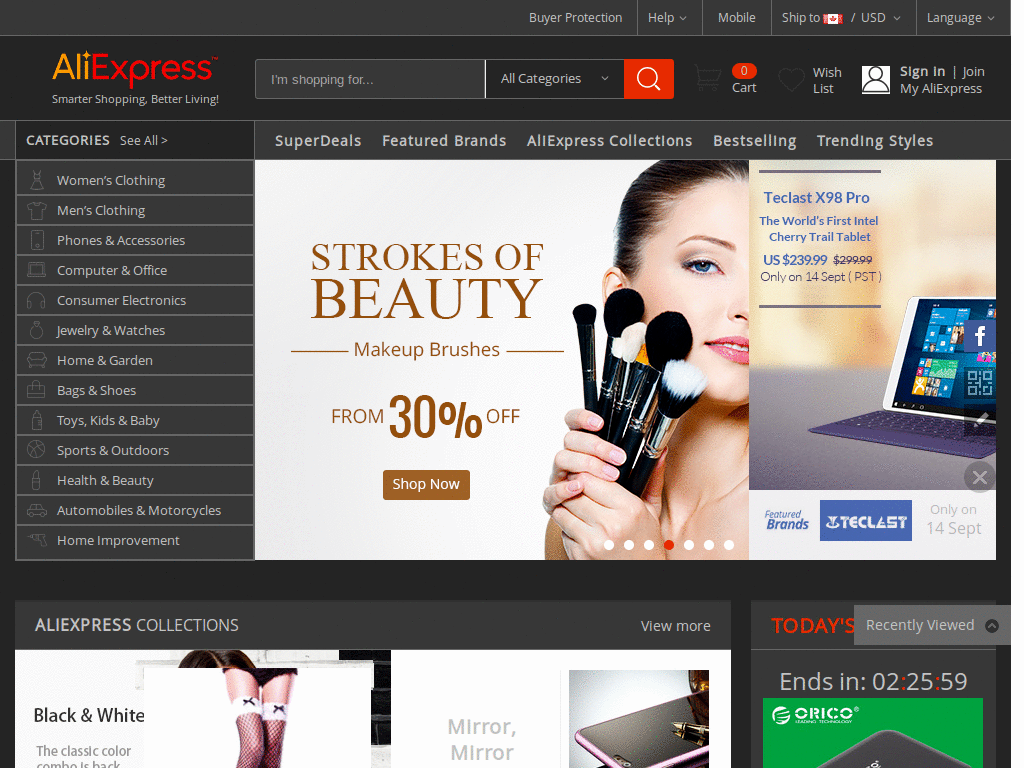 Buyer Protection
Help
Mobile
Ship to / USD
Language
AliExpress™
Smarter Shopping, Better Living!
I'm shopping for...
All Categories
0
Cart
Wish
List
Sign in | Join
My AliExpress
CATEGORIES See All >
SuperDeals
Featured Brands
AliExpress Collections
Bestselling
Trending Styles
Women's Clothing
Men's Clothing
Phones & Accessories
Computer & Office
Consumer Electronics
Jewelry & Watches
Home & Garden
Bags & Shoes
Toys, Kids & Baby
Sports & Outdoors
Health & Beauty
Automobiles & Motorcycles
Home Improvement
STROKES OF
BEAUTY
Makeup Brushes
FROM 30% OFF
Shop Now
Teclast X98 Pro
The World's First Intel
Cherry Trail Tablet
US $239.99 $299.99
Only on 14 Sept ( PST )
f
Featured
Brands
TECLAST
Only on
14 Sept
ALIEXPRESS COLLECTIONS
View more
TODAY'S
Recently Viewed
Black & White
The classic color
combo is back
Mirror,
Mirror
Ends in: 02:25:59
ORICO®
LEADING TECHNOLOGY